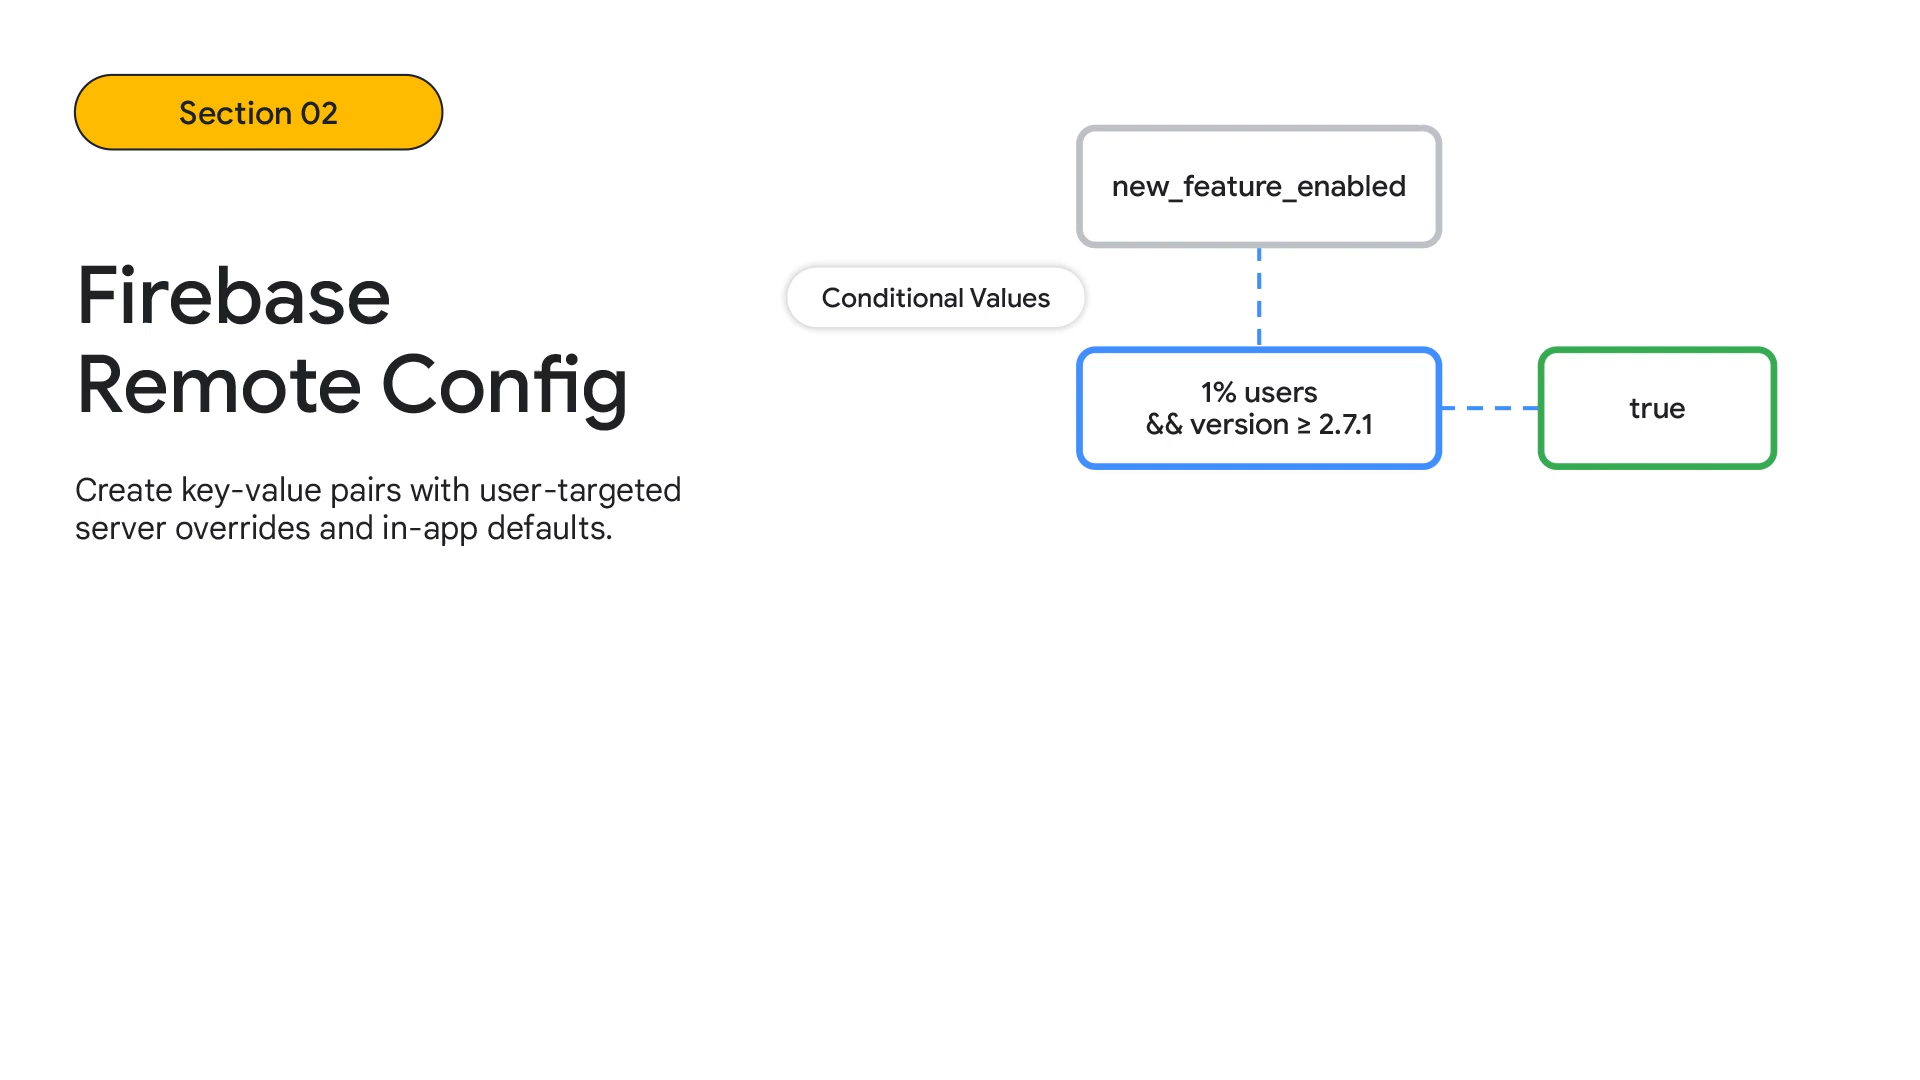 Section 02
Firebase
Remote Config
Create key-value pairs with user-targeted
server overrides and in-app defaults.
new_feature_enabled
Conditional Values
1% users
&& version ≥ 2.7.1
true